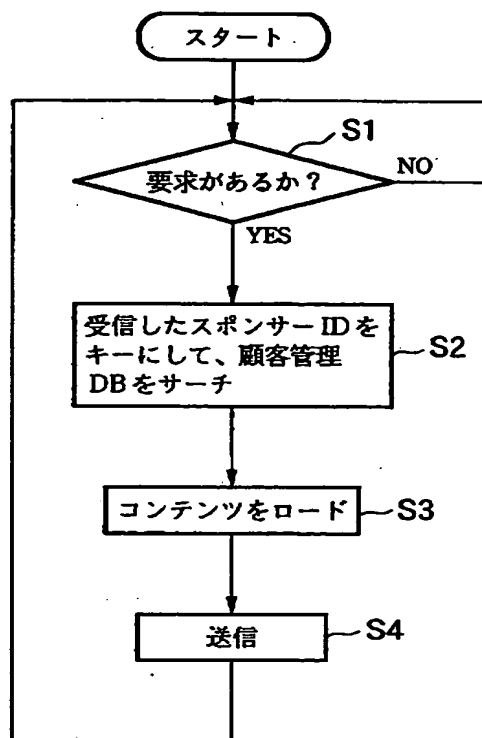 スタート
S1
要求があるか？
NO
YES
受信したスポンサーIDを
キーにして、顧客管理
DBをサーチ
S2
コンテンツをロード
S3
送信
S4